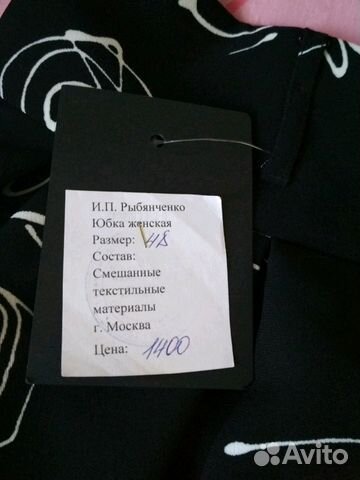 И.П. Рыбянченко
Юбка женская
Размер: 48
Состав:
Смешанные
текстильные
материалы
г. Москва
Цена: 1400
Avito